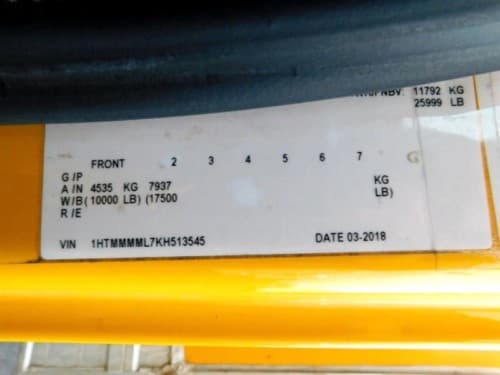 11792 KG
25999 LB
FRONT 2 3 4 5 6 7 G
G/P
A/N 4535 KG 7937 KG
W/B( 10000 LB) (17500 LB)
R/E
VIN 1HTMMMML7KH513545 DATE 03-2018